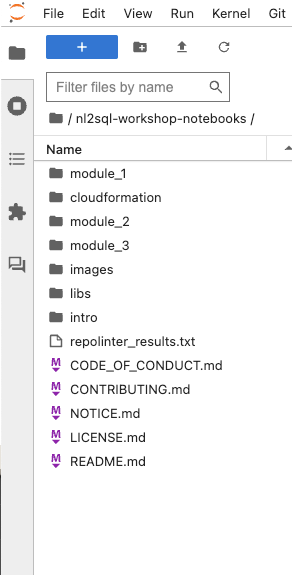 File Edit View Run Kernel Git
+
Filter files by name
/ nl2sql-workshop-notebooks /
Name
module_1
cloudformation
module_2
module_3
images
libs
intro
repolinter_results.txt
M CODE_OF_CONDUCT.md
M CONTRIBUTING.md
M NOTICE.md
M LICENSE.md
M README.md